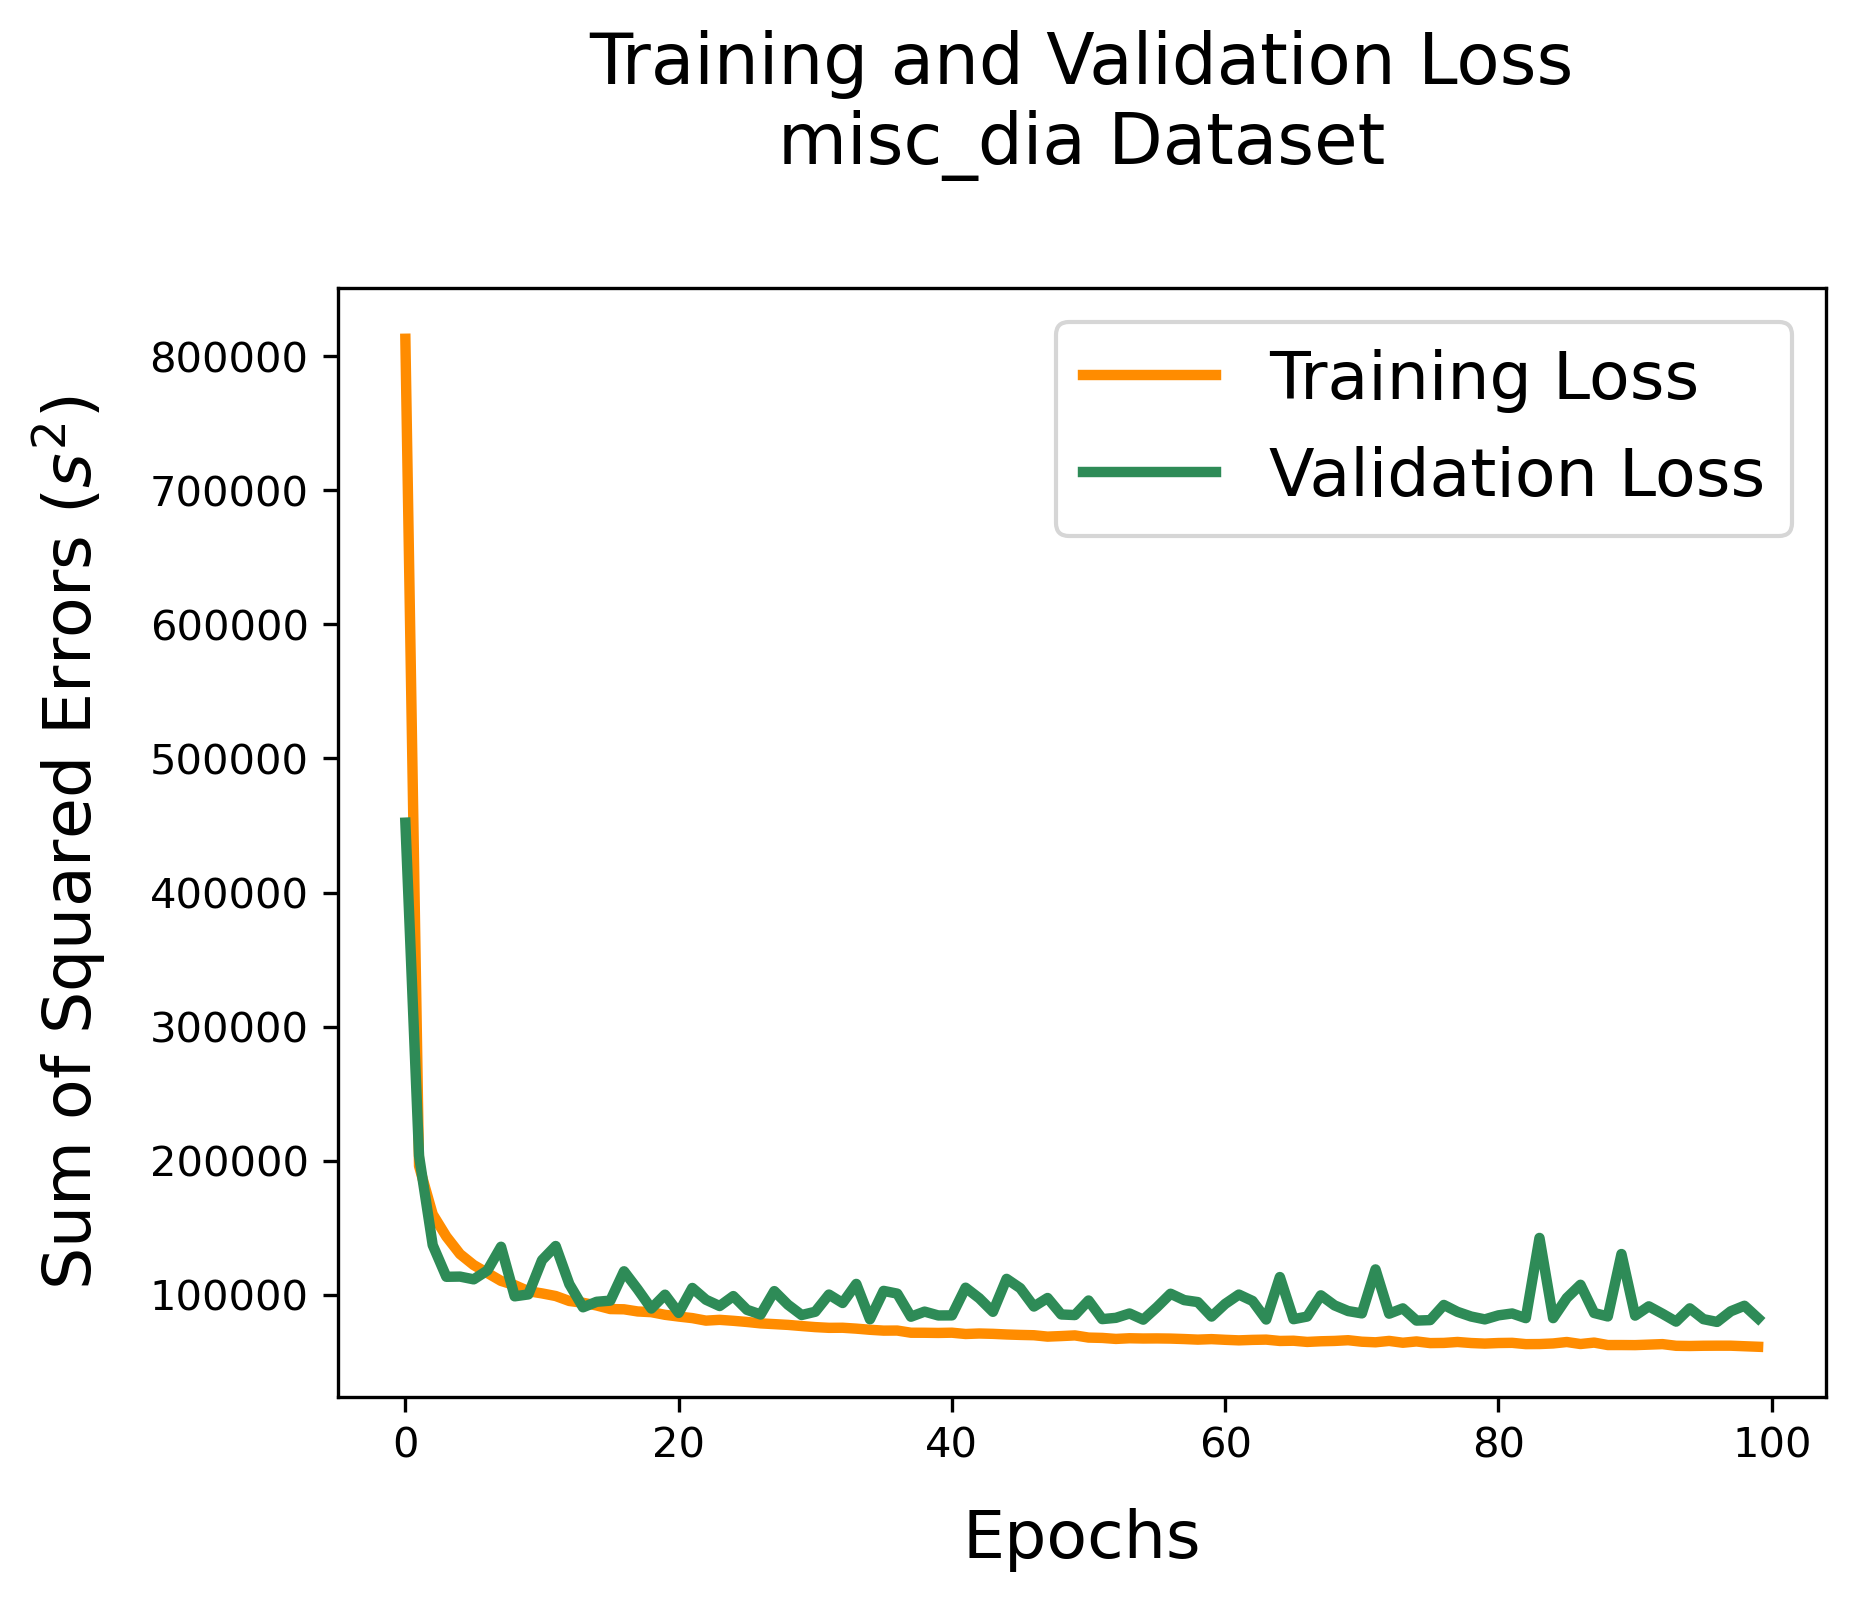 Training and Validation Loss
misc_dia Dataset
Sum of Squared Errors (s²)
800000
700000
600000
500000
400000
300000
200000
100000
Training Loss
Validation Loss
0 20 40 60 80 100
Epochs